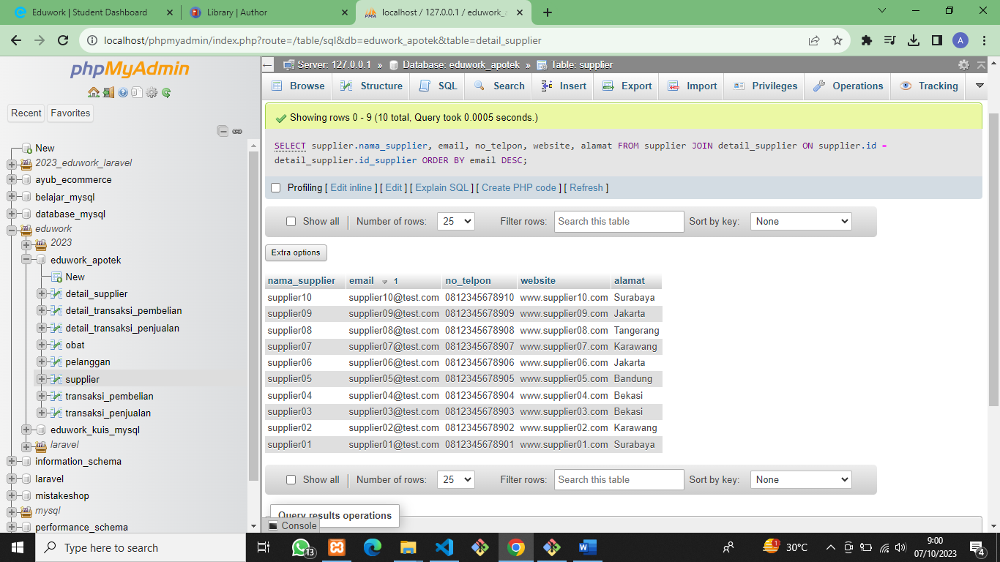 Eduwork | Student Dashboard
Library | Author
localhost / 127.0.0.1 / eduwork_a
localhost/phpmyadmin/index.php?route=/table/sql&db=eduwork_apotek&table=detail_supplier
A
phpMyAdmin
Recent Favorites
New
2023_eduwork_laravel
ayub_ecommerce
belajar_mysql
database_mysql
eduwork
2023
eduwork_apotek
New
detail_supplier
detail_transaksi_pembelian
detail_transaksi_penjualan
obat
pelanggan
supplier
transaksi_pembelian
transaksi_penjualan
eduwork_kuis_mysql
laravel
information_schema
laravel
mistakeshop
mysql
performance_schema
Server: 127.0.0.1 » Database: eduwork_apotek » Table: supplier
Browse Structure SQL Search Insert Export Import Privileges Operations Tracking
Showing rows 0 - 9 (10 total, Query took 0.0005 seconds.)
SELECT supplier.nama_supplier, email, no_telpon, website, alamat FROM supplier JOIN detail_supplier ON supplier.id =
detail_supplier.id_supplier ORDER BY email DESC;
Profiling [ Edit inline ] [ Edit ] [ Explain SQL ] [ Create PHP code ] [ Refresh ]
Show all | Number of rows: 25 Filter rows: Search this table Sort by key: None
Extra options
nama_supplier email 1 no_telpon website alamat
supplier10 supplier10@test.com 0812345678910 www.supplier10.com Surabaya
supplier09 supplier09@test.com 0812345678909 www.supplier09.com Jakarta
supplier08 supplier08@test.com 0812345678908 www.supplier08.com Tangerang
supplier07 supplier07@test.com 0812345678907 www.supplier07.com Karawang
supplier06 supplier06@test.com 0812345678906 www.supplier06.com Jakarta
supplier05 supplier05@test.com 0812345678905 www.supplier05.com Bandung
supplier04 supplier04@test.com 0812345678904 www.supplier04.com Bekasi
supplier03 supplier03@test.com 0812345678903 www.supplier03.com Bekasi
supplier02 supplier02@test.com 0812345678902 www.supplier02.com Karawang
supplier01 supplier01@test.com 0812345678901 www.supplier01.com Surabaya
Show all | Number of rows: 25 Filter rows: Search this table Sort by key: None
Query results operations
Console
Type here to search
13
1
30°C
9:00
07/10/2023
4